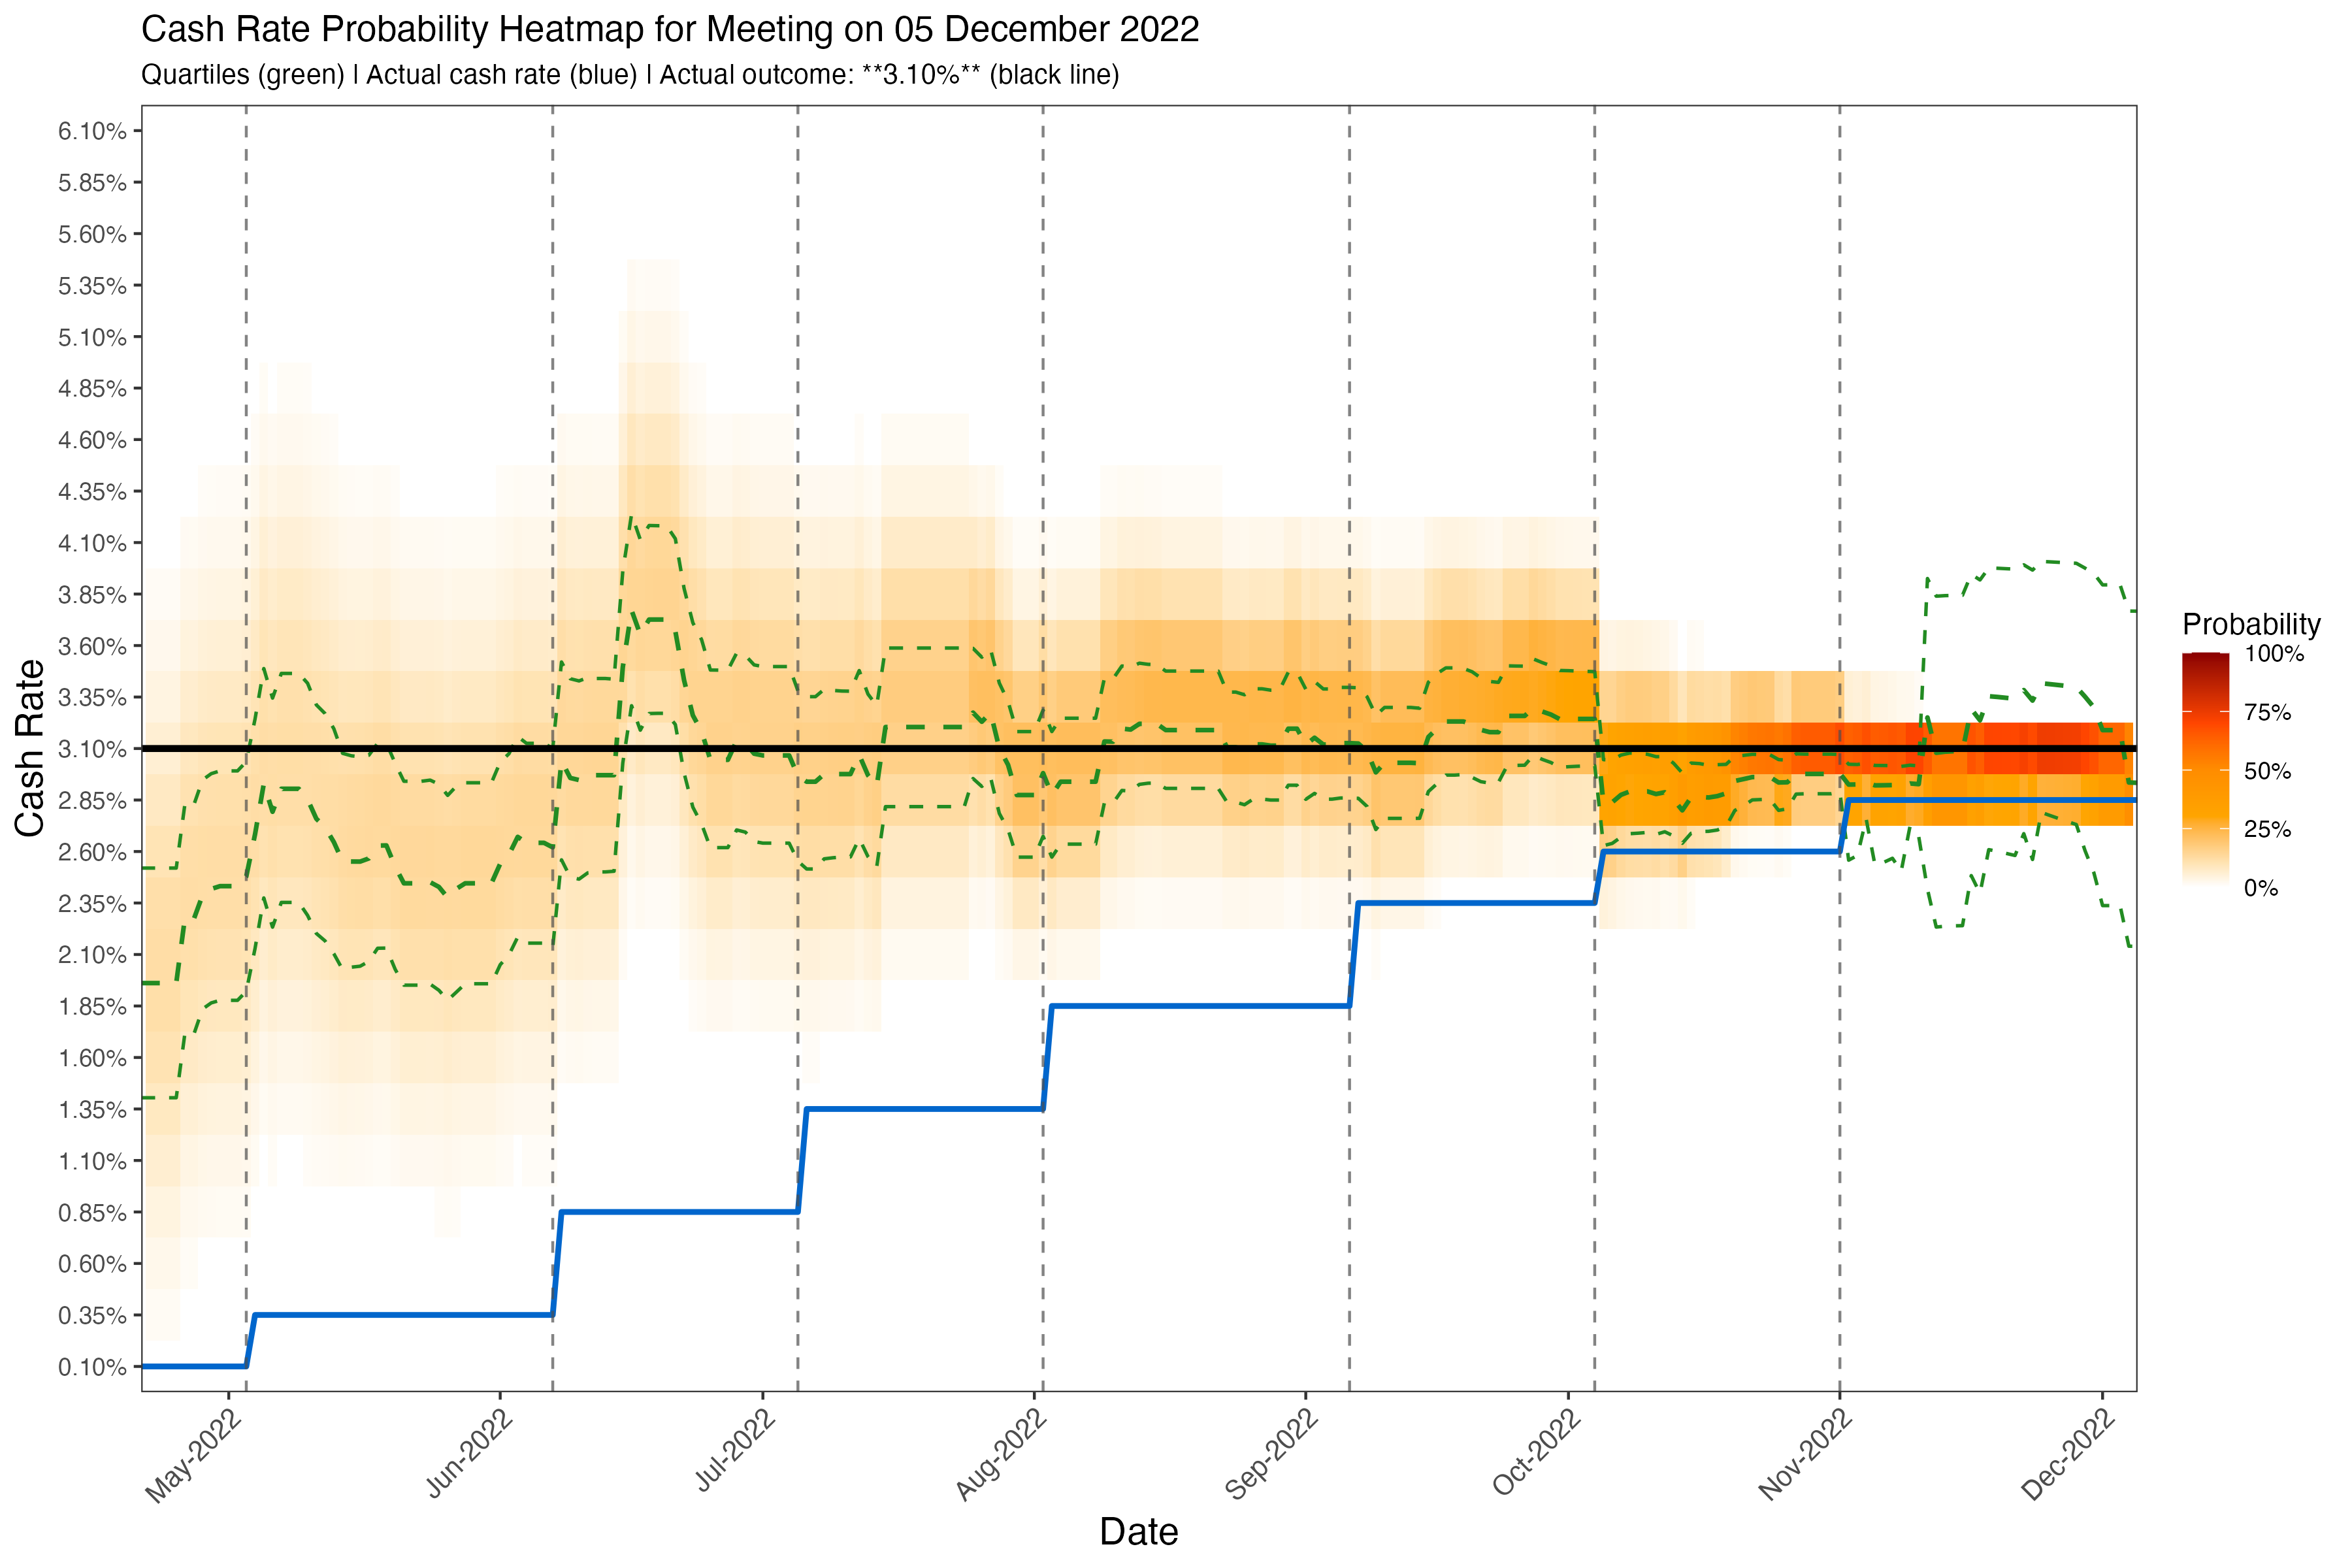 Cash Rate Probability Heatmap for Meeting on 05 December 2022
Quartiles (green) | Actual cash rate (blue) | Actual outcome: **3.10%** (black line)
Cash Rate
6.10%
5.85%
5.60%
5.35%
5.10%
4.85%
4.60%
4.35%
4.10%
3.85%
3.60%
3.35%
3.10%
2.85%
2.60%
2.35%
2.10%
1.85%
1.60%
1.35%
1.10%
0.85%
0.60%
0.35%
0.10%
May-2022
Jun-2022
Jul-2022
Aug-2022
Sep-2022
Oct-2022
Nov-2022
Dec-2022
Date
Probability
100%
75%
50%
25%
0%